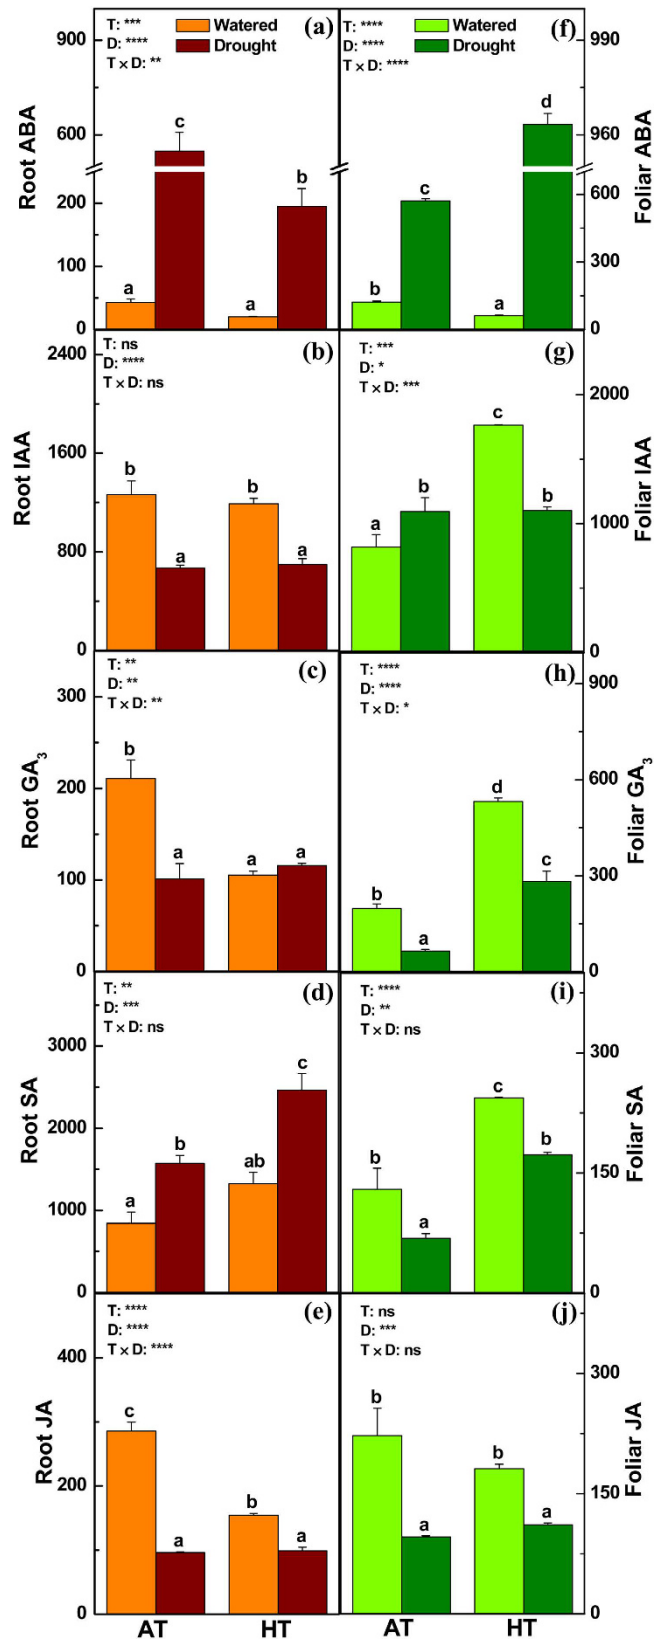 T: ***
D: ****
T × D: **
Watered
Drought
(a)
c
b
a
a
900
600
200
100
0
Root ABA
T: ****
D: ****
T × D: ****
Watered
Drought
(f)
d
c
b
a
990
960
600
300
0
Foliar ABA
T: ns
D: ****
T × D: ns
(b)
b
a
b
a
2400
1600
800
0
Root IAA
T: ***
D: *
T × D: ***
(g)
a
b
c
b
2000
1000
0
Foliar IAA
T: **
D: **
T × D: **
(c)
b
a
a
a
300
200
100
0
Root GA3
T: ****
D: ****
T × D: *
(h)
b
a
d
c
900
600
300
0
Foliar GA3
T: **
D: ***
T × D: ns
(d)
a
b
ab
c
3000
2000
1000
0
Root SA
T: ****
D: **
T × D: ns
(i)
b
a
c
b
300
150
0
Foliar SA
T: ****
D: ****
T × D: ****
(e)
c
a
b
a
400
200
0
Root JA
T: ns
D: ***
T × D: ns
(j)
b
a
b
a
300
150
0
Foliar JA
AT
HT
AT
HT